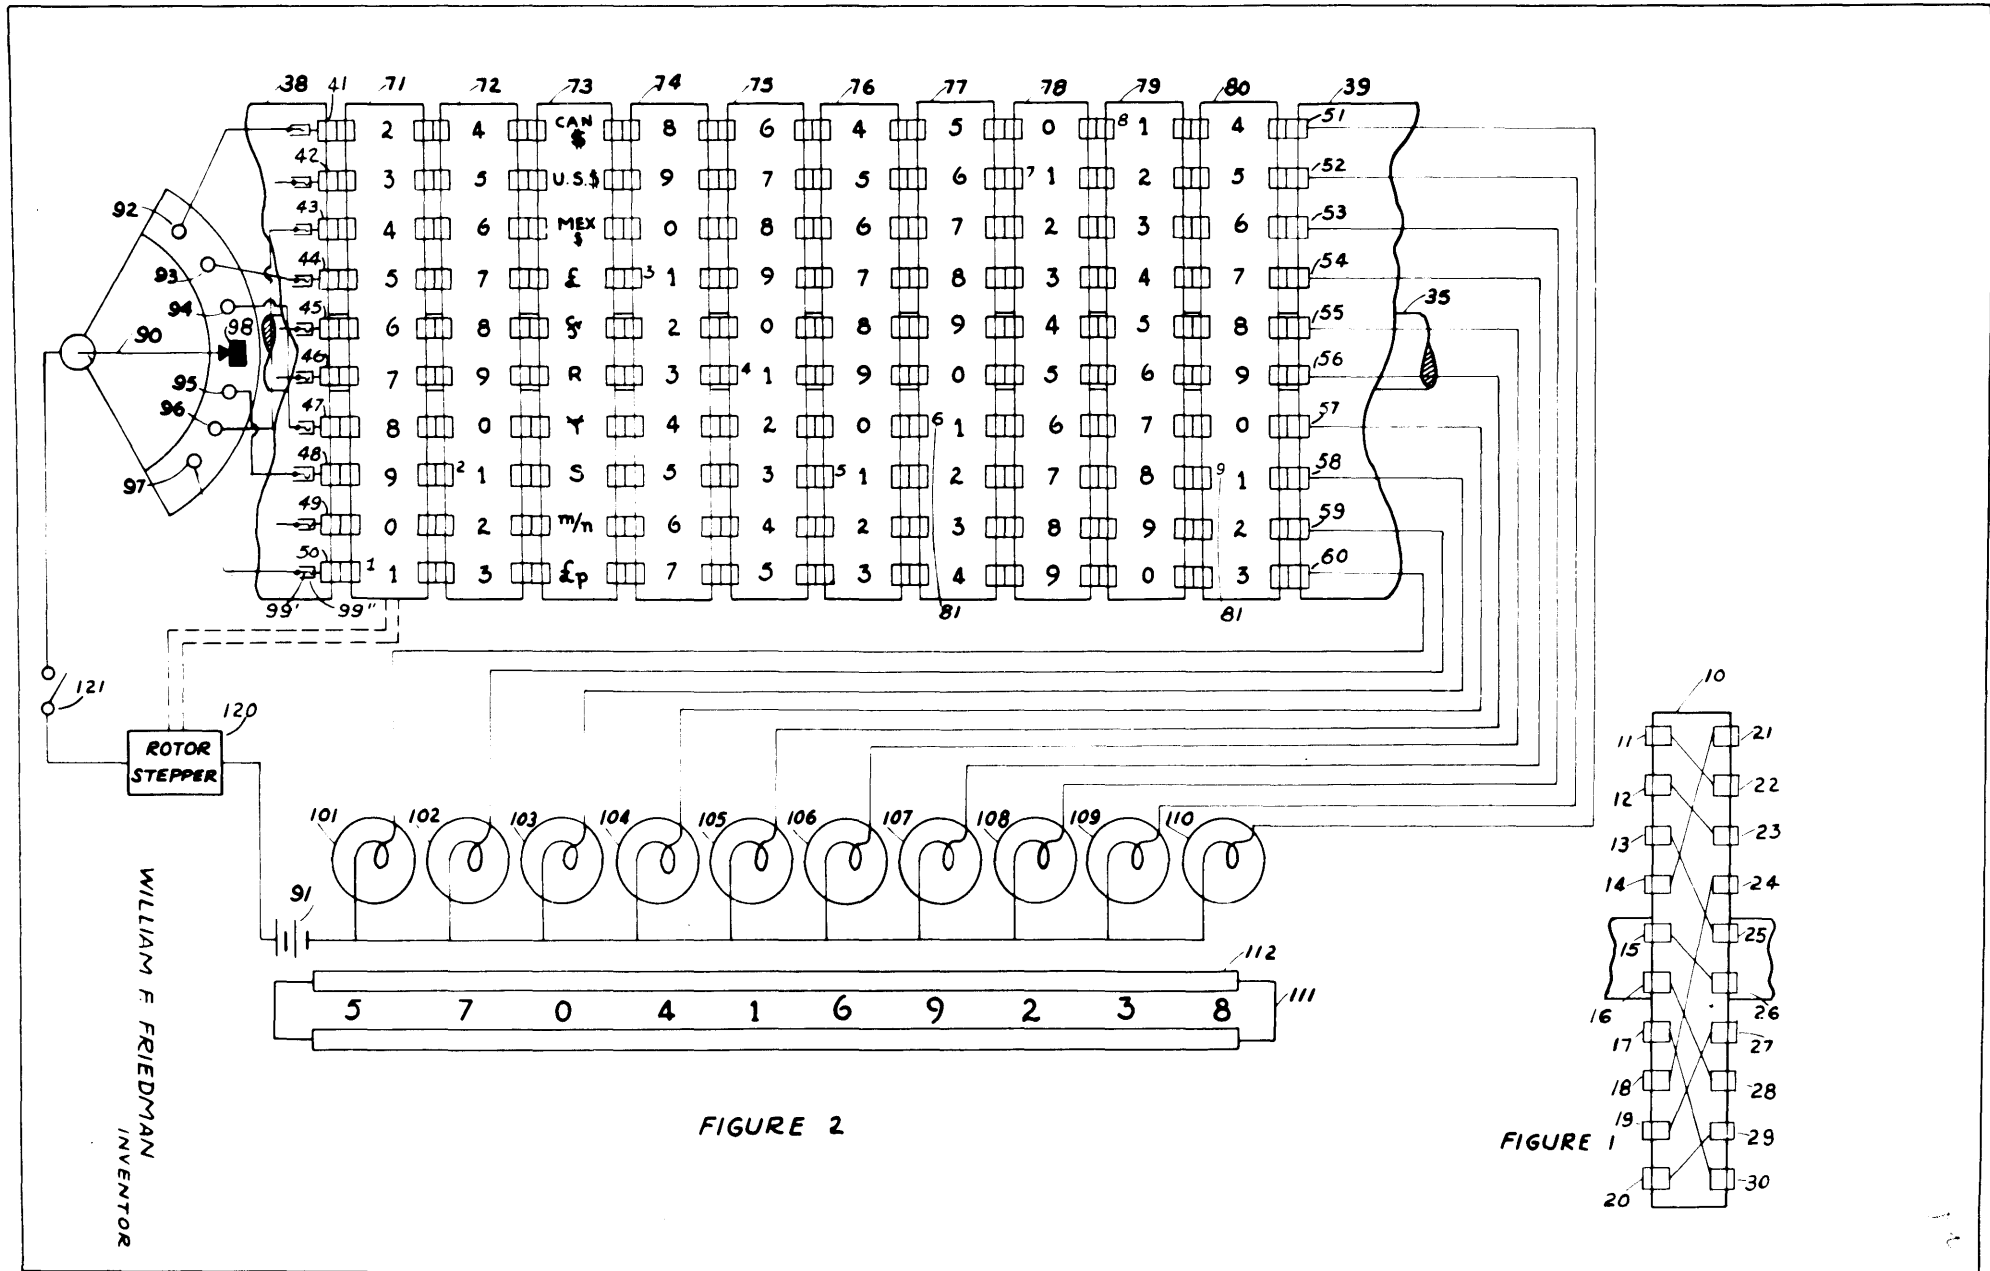 38 41 71 72 73 74 75 76 77 78 79 80 39
2 4 CAN $ 8 6 4 5 0 8 1 4 51
42 3 5 U.S.$ 9 7 5 6 7 1 2 5 52
92 43 4 6 MEX $ 0 8 6 7 2 3 6 53
93 44 5 7 £ 3 1 9 7 8 3 4 7 54
94 45 6 8 2 0 8 9 4 5 8 55 35
90 98 46 7 9 R 3 4 1 9 0 5 6 9 56
95 96 47 8 0 4 2 0 6 1 6 7 0 57
97 48 9 2 1 S 5 3 5 1 2 7 8 9 1 58
49 0 2 m/n 6 4 2 3 8 9 2 59
50 1 1 3 £p 7 5 3 4 9 0 3 60
99' 99" 81 81
121
120
ROTOR
STEPPER
101 102 103 104 105 106 107 108 109 110
91
112
5 7 0 4 1 6 9 2 3 8
111
FIGURE 2
10
11 21
12 22
13 23
14 24
15 25
16 26
17 27
18 28
19 29
20 30
FIGURE 1
WILLIAM F. FRIEDMAN
INVENTOR